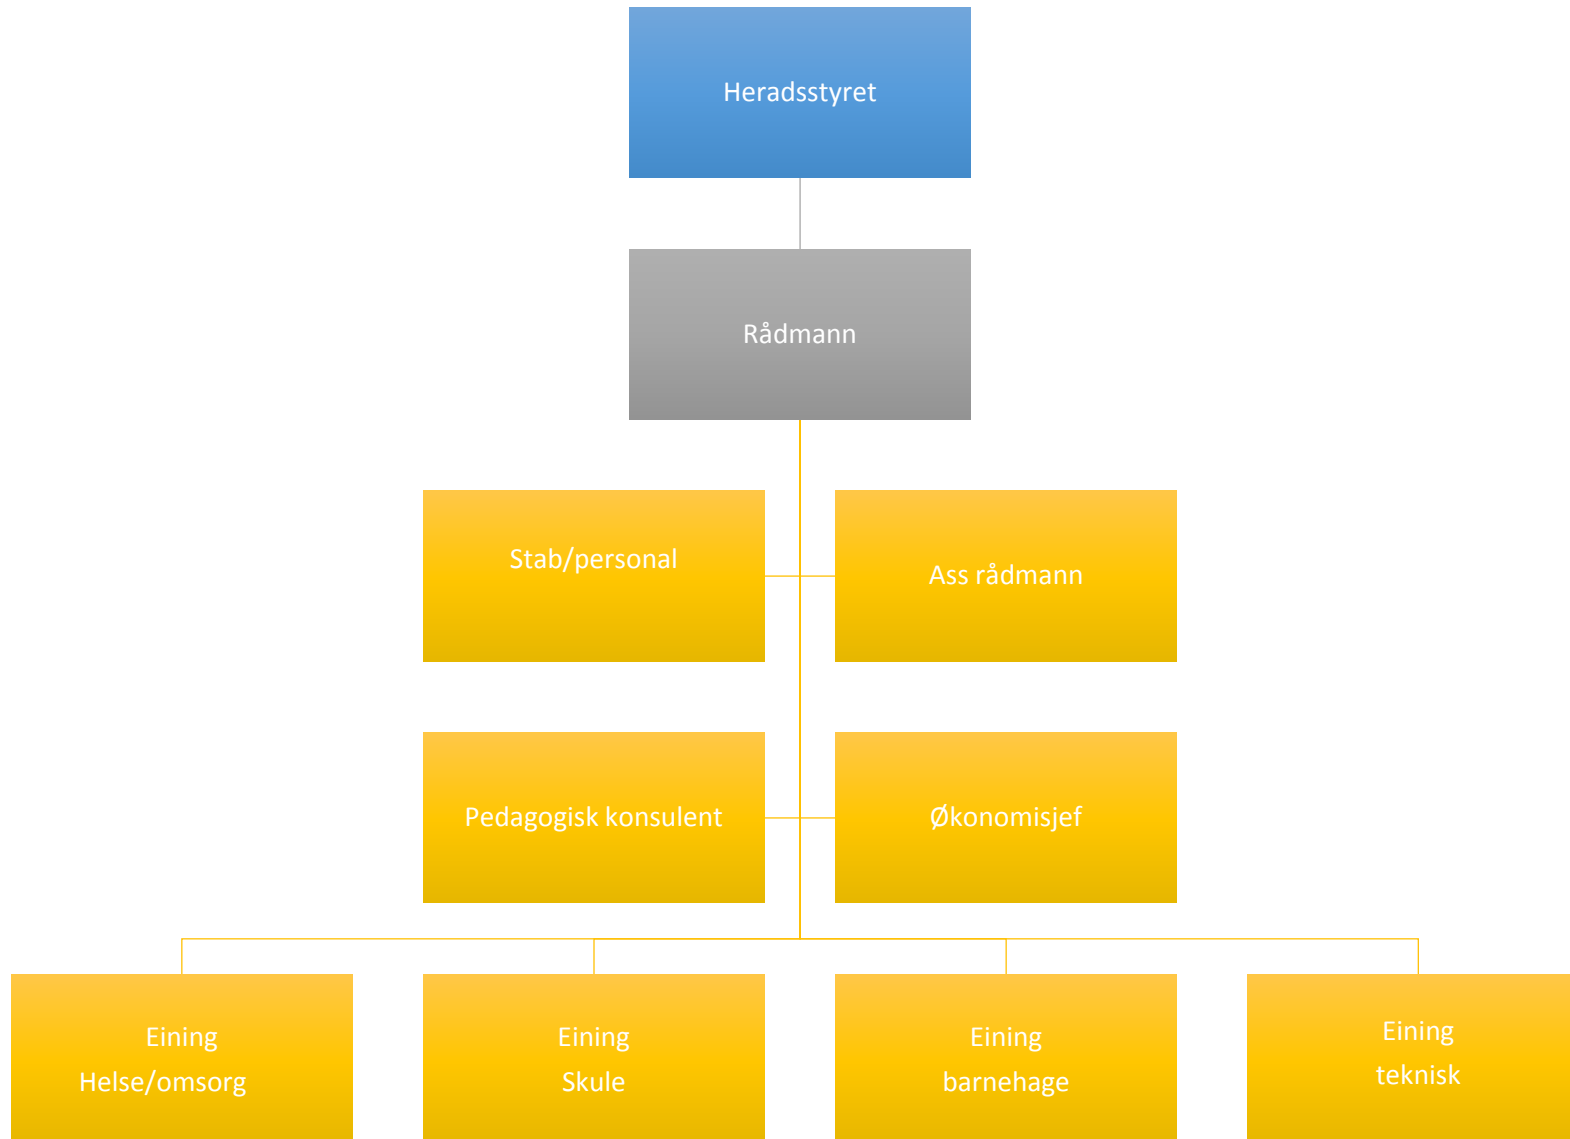 Heradsstyret
Rådmann
Stab/personal
Ass rådmann
Pedagogisk konsulent
Økonomisjef
Eining
Helse/omsorg
Eining
Skule
Eining
barnehage
Eining
teknisk